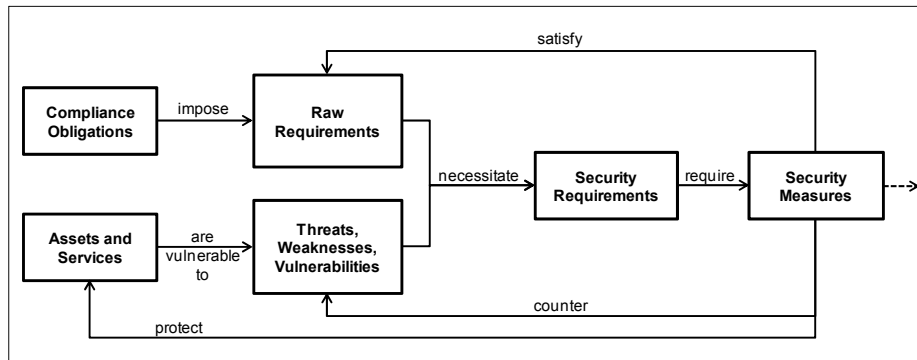 satisfy
Compliance
Obligations
impose
Raw
Requirements
necessitate
Security
Requirements
require
Security
Measures
Assets and
Services
are
vulnerable
to
Threats,
Weaknesses,
Vulnerabilities
counter
protect